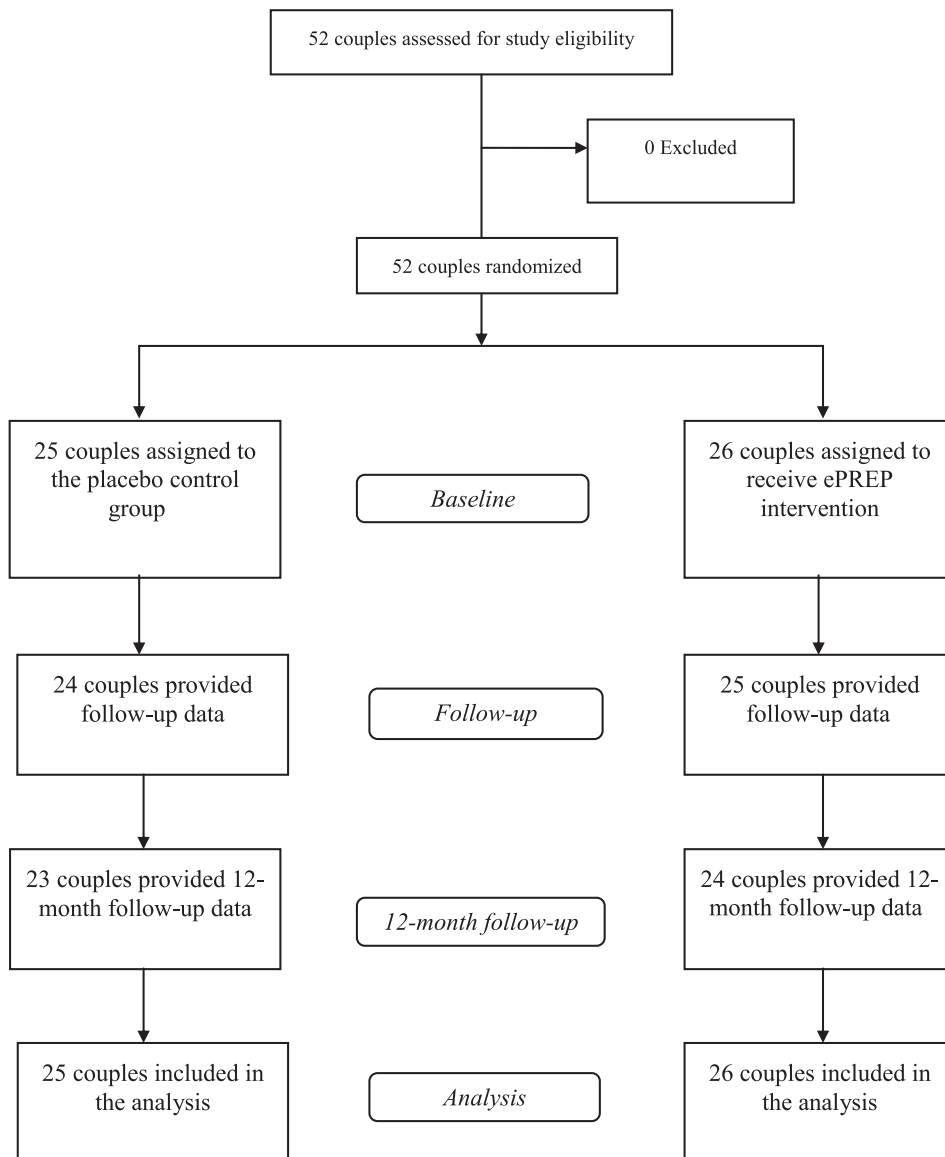 52 couples assessed for study eligibility
0 Excluded
52 couples randomized
25 couples assigned to
the placebo control
group
Baseline
26 couples assigned to
receive ePREP
intervention
24 couples provided
follow-up data
Follow-up
25 couples provided
follow-up data
23 couples provided 12-
month follow-up data
12-month follow-up
24 couples provided 12-
month follow-up data
25 couples included in
the analysis
Analysis
26 couples included in
the analysis